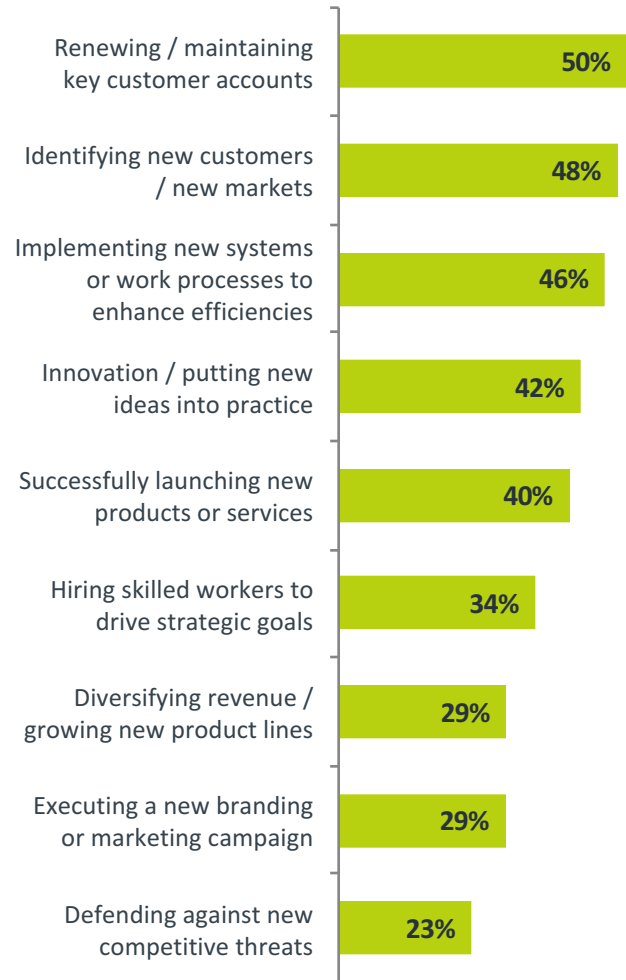 Renewing / maintaining
key customer accounts
50%
Identifying new customers
/ new markets
48%
Implementing new systems
or work processes to
enhance efficiencies
46%
Innovation / putting new
ideas into practice
42%
Successfully launching new
products or services
40%
Hiring skilled workers to
drive strategic goals
34%
Diversifying revenue /
growing new product lines
29%
Executing a new branding
or marketing campaign
29%
Defending against new
competitive threats
23%